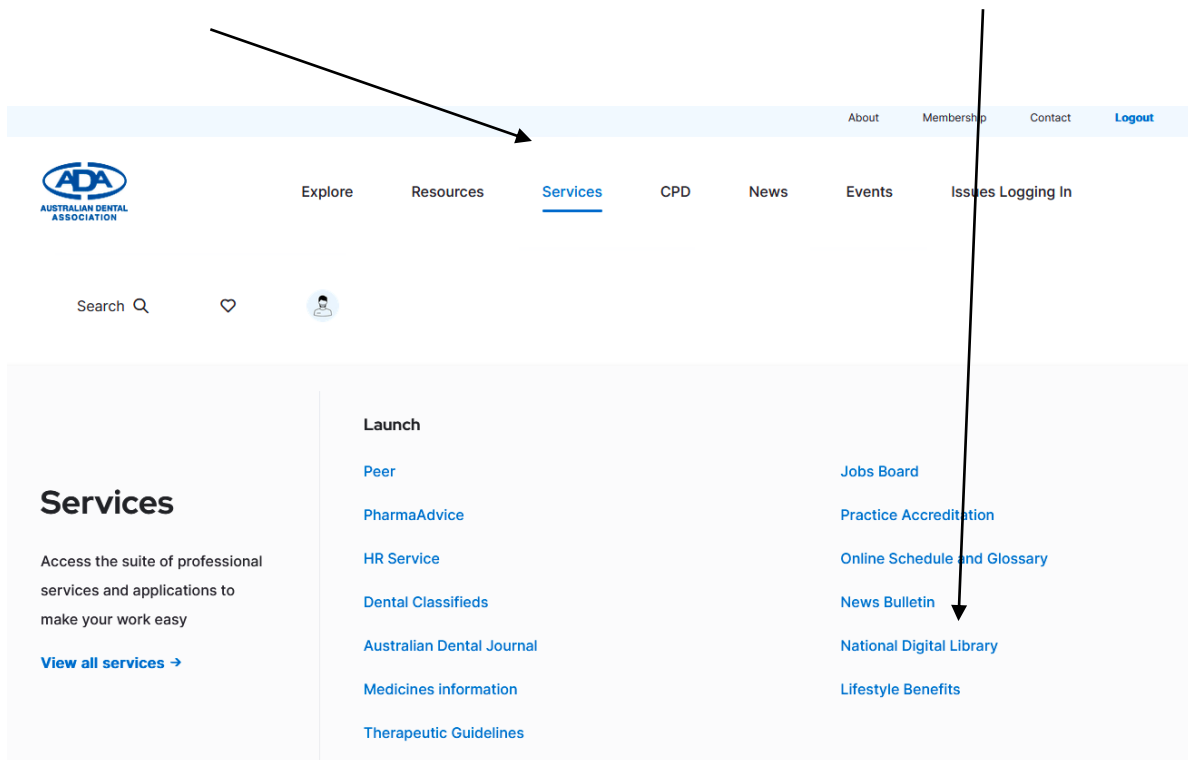 About Membership Contact Logout
ADA
AUSTRALIAN DENTAL
ASSOCIATION
Explore Resources Services CPD News Events Issues Logging In
Search
Services
Access the suite of professional
services and applications to
make your work easy
View all services →
Launch
Peer
PharmaAdvice
HR Service
Dental Classifieds
Australian Dental Journal
Medicines information
Therapeutic Guidelines
Jobs Board
Practice Accreditation
Online Schedule and Glossary
News Bulletin
National Digital Library
Lifestyle Benefits